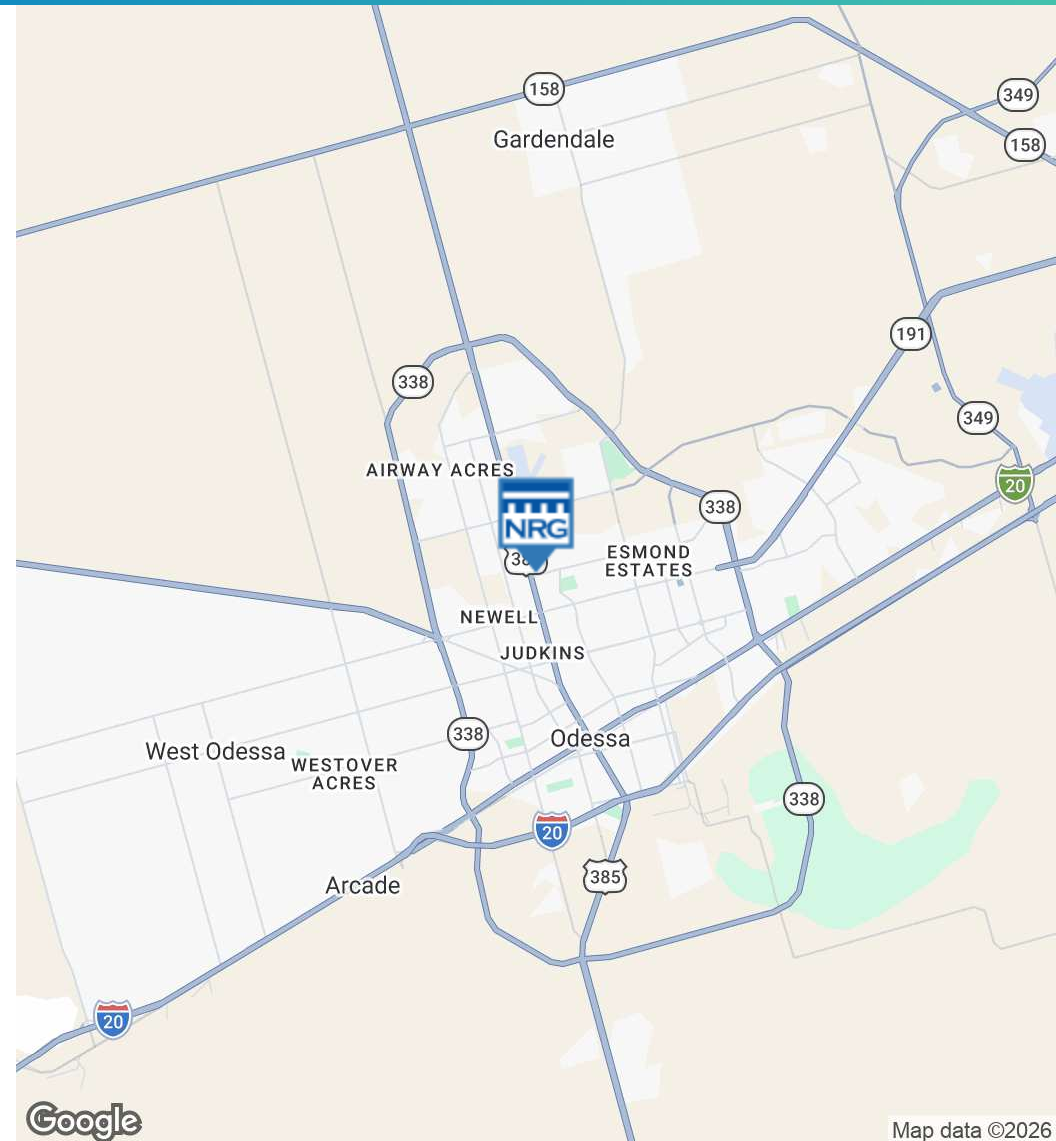 158
349
Gardendale
158
191
338
349
AIRWAY ACRES
20
338
NRG
ESMOND
ESTATES
NEWELL
JUDKINS
338
Odessa
West Odessa
WESTOVER
ACRES
338
20
385
Arcade
20
Google
Map data ©2026